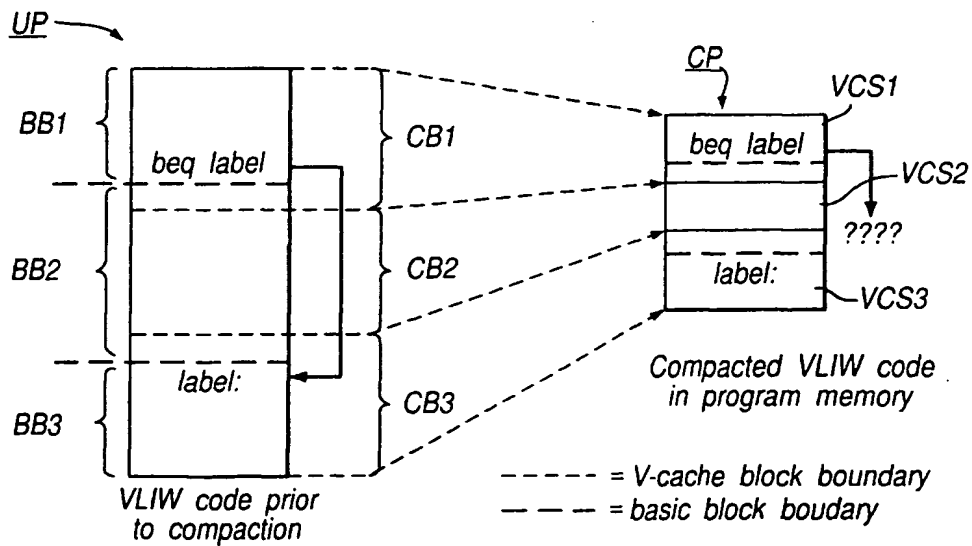 UP
BB1
BB2
BB3
beq label
label:
CB1
CB2
CB3
VLIW code prior
to compaction
CP
VCS1
beq label
VCS2
????
label:
VCS3
Compacted VLIW code
in program memory
= V-cache block boundary
= basic block boudary